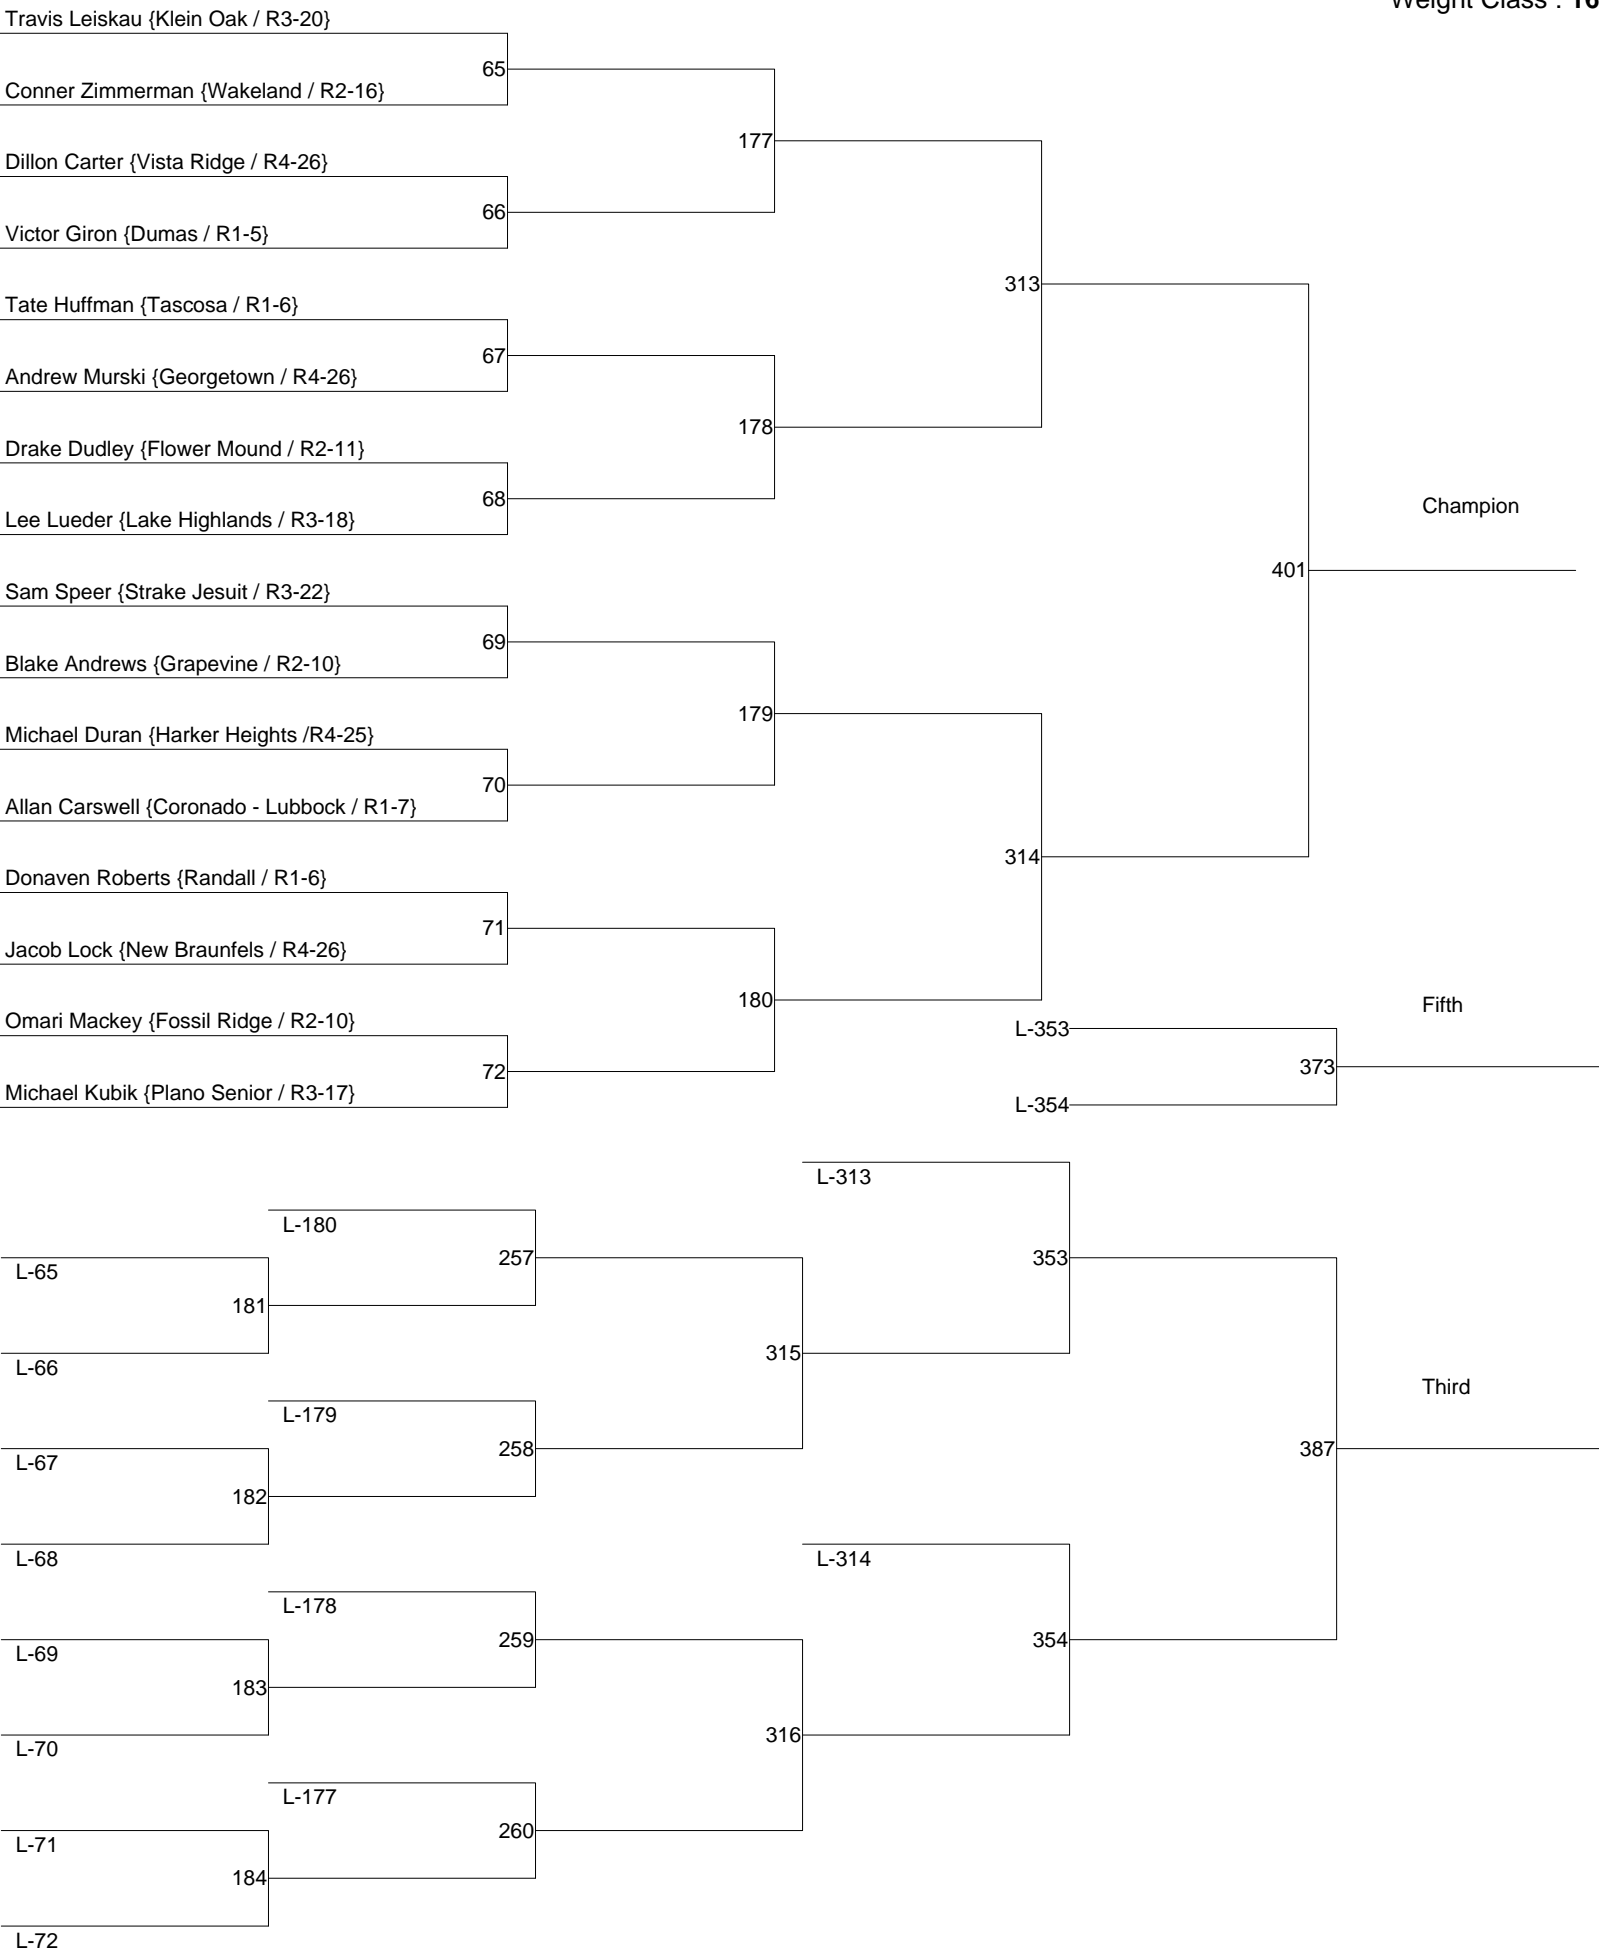 Weight Class : 16
Travis Leiskau {Klein Oak / R3-20}
65
Conner Zimmerman {Wakeland / R2-16}
177
Dillon Carter {Vista Ridge / R4-26}
66
Victor Giron {Dumas / R1-5}
313
Tate Huffman {Tascosa / R1-6}
67
Andrew Murski {Georgetown / R4-26}
178
Drake Dudley {Flower Mound / R2-11}
68
Lee Lueder {Lake Highlands / R3-18}
Champion
401
Sam Speer {Strake Jesuit / R3-22}
69
Blake Andrews {Grapevine / R2-10}
179
Michael Duran {Harker Heights /R4-25}
70
Allan Carswell {Coronado - Lubbock / R1-7}
314
Donaven Roberts {Randall / R1-6}
71
Jacob Lock {New Braunfels / R4-26}
180
Omari Mackey {Fossil Ridge / R2-10}
72
Michael Kubik {Plano Senior / R3-17}
Fifth
L-353
373
L-354
L-313
L-180
257
353
L-65
181
315
L-66
Third
L-179
258
387
L-67
182
L-68
L-314
L-178
259
354
L-69
183
316
L-70
L-177
260
L-71
184
L-72